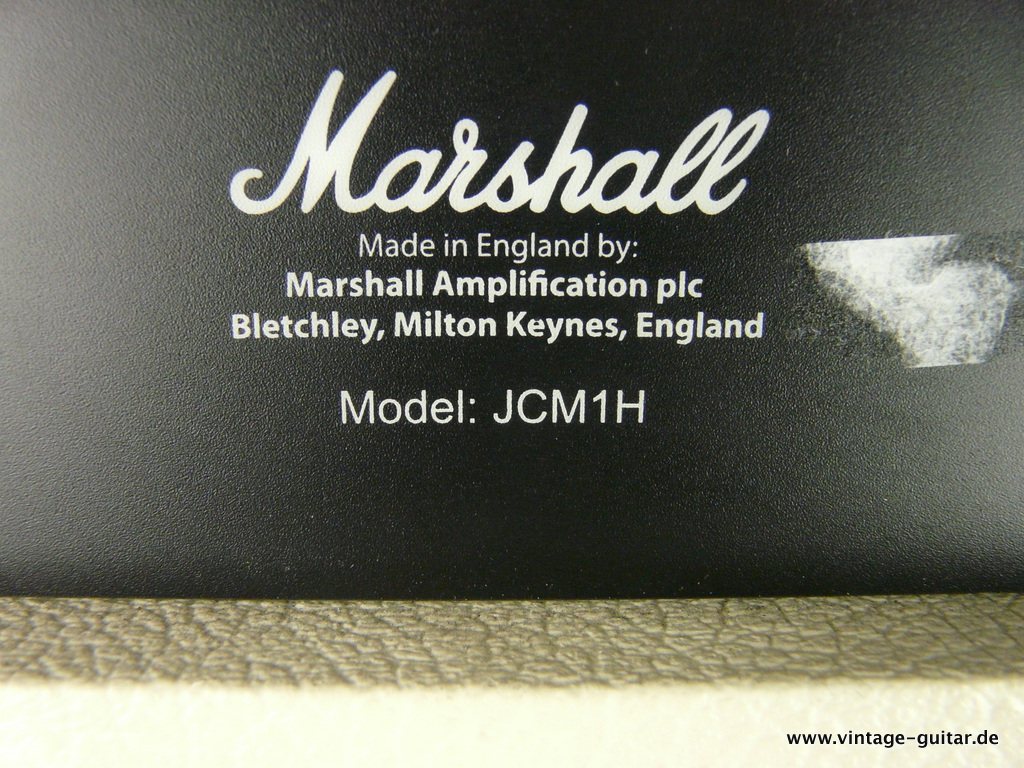 Marshall
Made in England by:
Marshall Amplification plc
Bletchley, Milton Keynes, England
Model: JCM1H
www.vintage-guitar.de